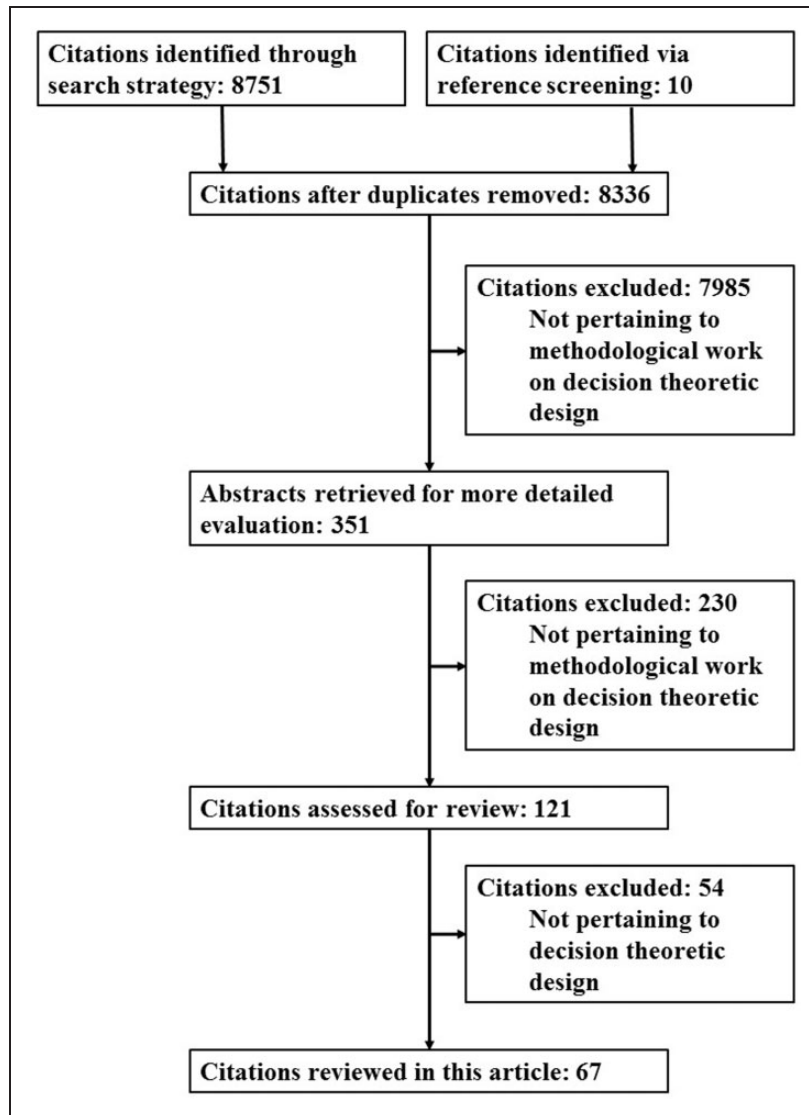 Citations identified through
search strategy: 8751
Citations identified via
reference screening: 10
Citations after duplicates removed: 8336
Citations excluded: 7985
Not pertaining to
methodological work
on decision theoretic
design
Abstracts retrieved for more detailed
evaluation: 351
Citations excluded: 230
Not pertaining to
methodological work
on decision theoretic
design
Citations assessed for review: 121
Citations excluded: 54
Not pertaining to
decision theoretic
design
Citations reviewed in this article: 67